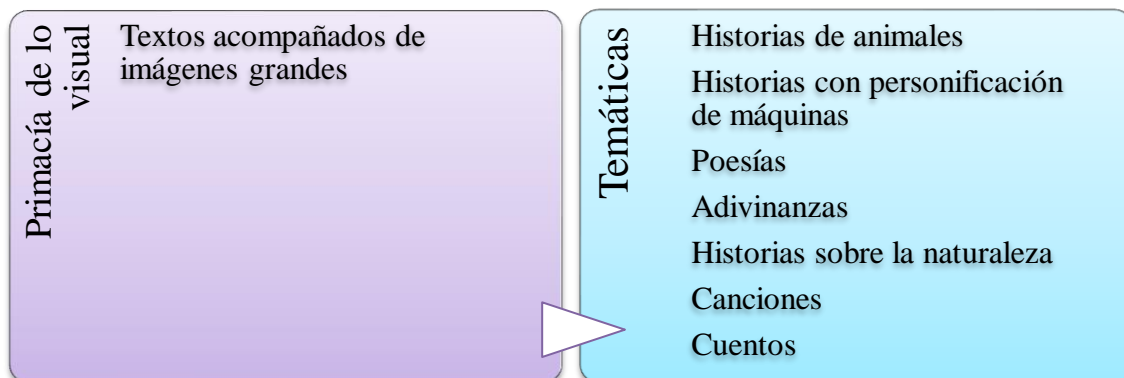 Primacía de lo
visual
Textos acompañados de
imágenes grandes
Temáticas
Historias de animales
Historias con personificación
de máquinas
Poesías
Adivinanzas
Historias sobre la naturaleza
Canciones
Cuentos